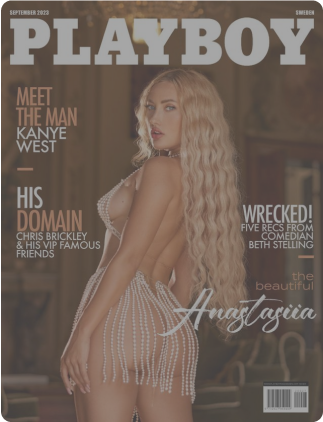 SEPTEMBER 2023
SWEDEN
PLAYBOY
MEET
THE MAN
KANYE
WEST
HIS
DOMAIN
CHRIS BRICKLEY
& HIS VIP FAMOUS
FRIENDS
WRECKED!
FIVE RECS FROM
COMEDIAN
BETH STELLING
the
beautiful
Anastasiia